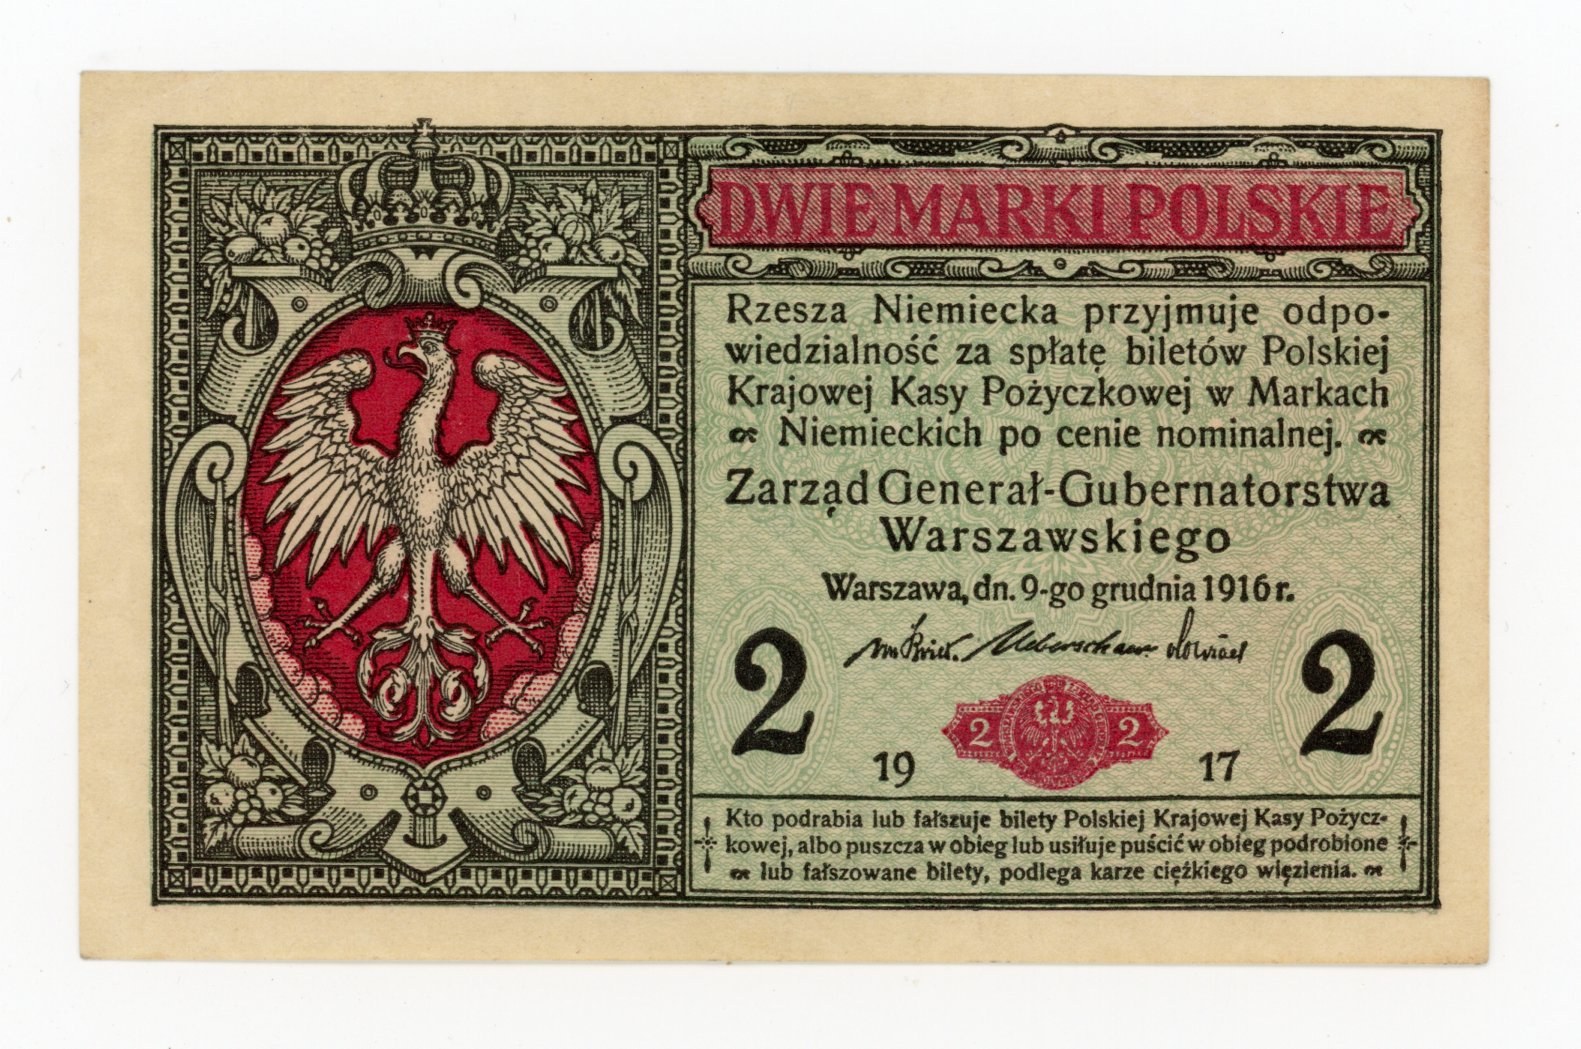 DWIE MARKI POLSKIE
Rzesza Niemiecka przyjmuje odpo-
wiedzialność za spłatę biletów Polskiej
Krajowej Kasy Pożyczkowej w Markach
Niemieckich po cenie nominalnej.
Zarząd Generał-Gubernatorstwa
Warszawskiego
Warszawa, dn. 9-go grudnia 1916 r.
2 2
2 2
19 17
Kto podrabia lub fałszuje bilety Polskiej Krajowej Kasy Pożycz-
kowej, albo puszcza w obieg lub usiłuje puścić w obieg podrobione
lub fałszowane bilety, podlega karze ciężkiego więzienia.